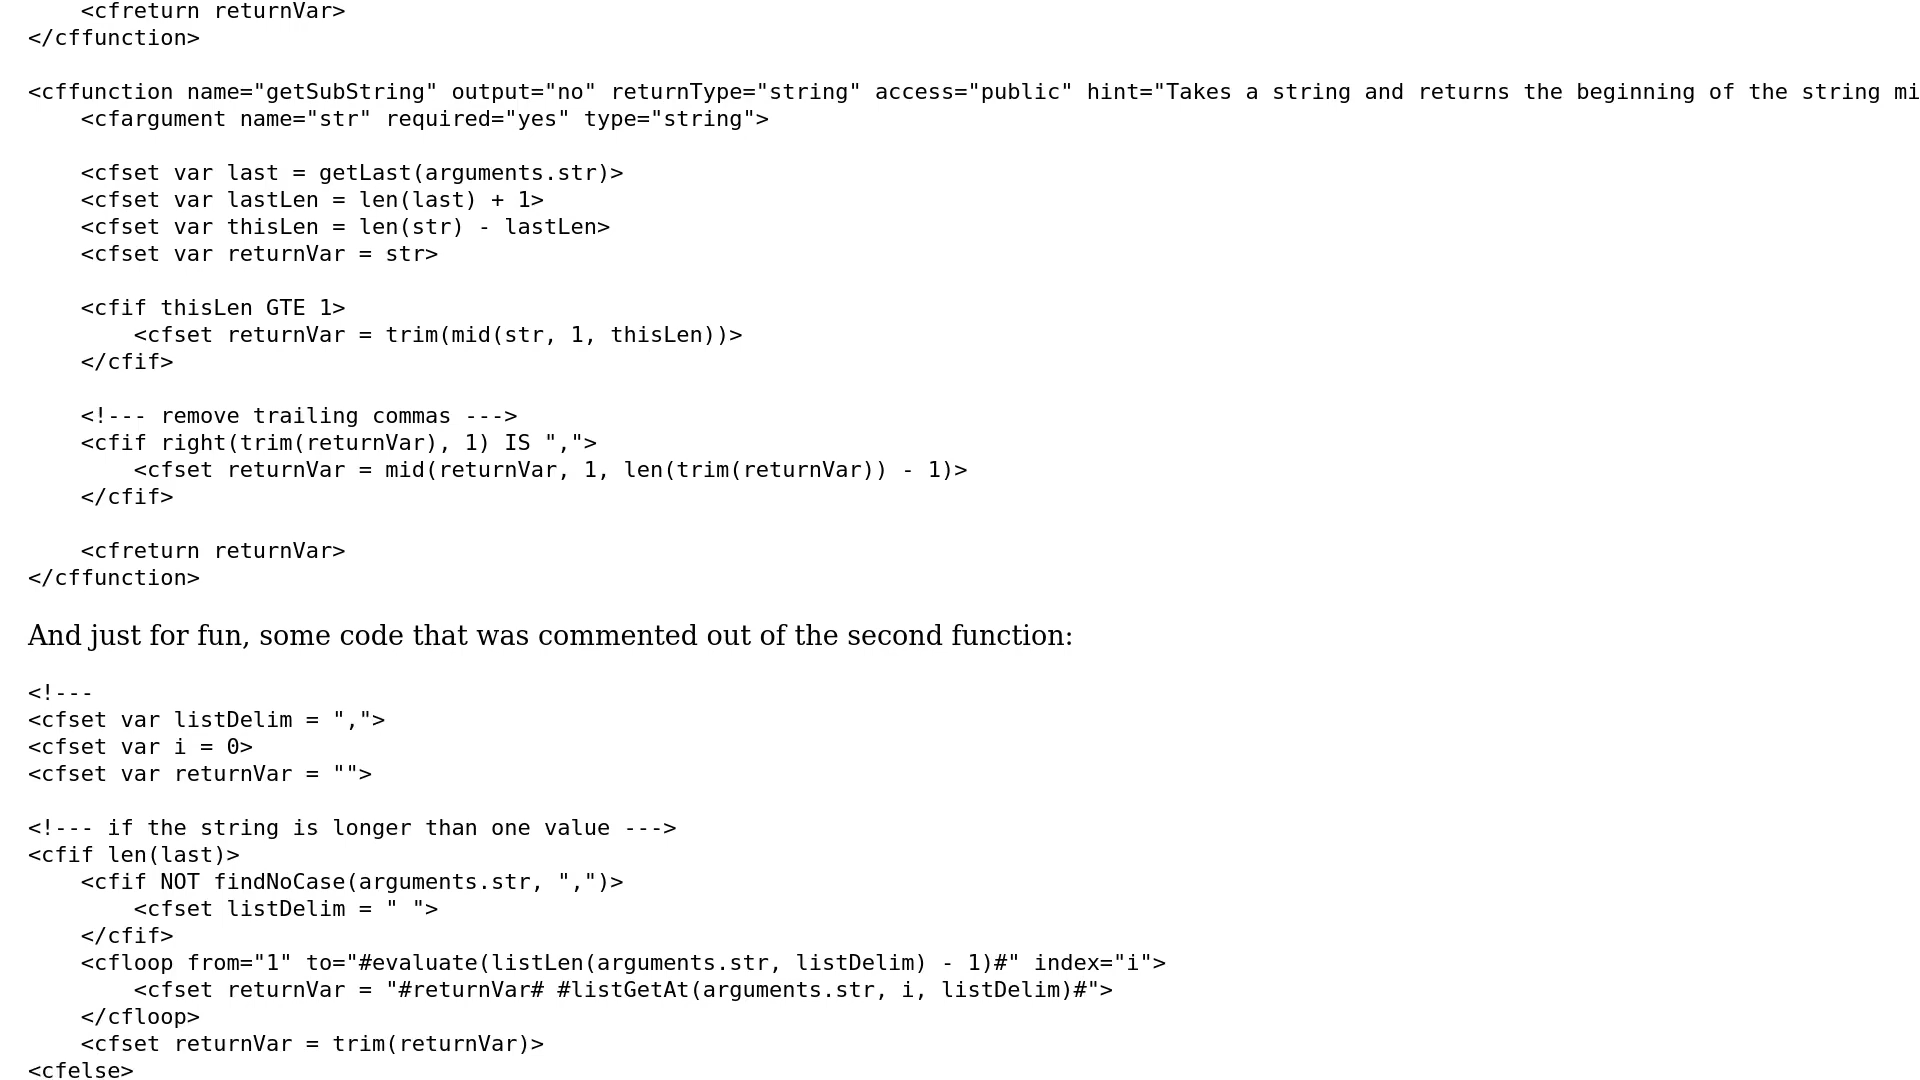 <cfreturn returnVar>
</cffunction>

<cffunction name="getSubString" output="no" returnType="string" access="public" hint="Takes a string and returns the beginning of the string mi
    <cfargument name="str" required="yes" type="string">

    <cfset var last = getLast(arguments.str)>
    <cfset var lastLen = len(last) + 1>
    <cfset var thisLen = len(str) - lastLen>
    <cfset var returnVar = str>

    <cfif thisLen GTE 1>
        <cfset returnVar = trim(mid(str, 1, thisLen))>
    </cfif>

    <!--- remove trailing commas --->
    <cfif right(trim(returnVar), 1) IS ",">
        <cfset returnVar = mid(returnVar, 1, len(trim(returnVar)) - 1)>
    </cfif>

    <cfreturn returnVar>
</cffunction>

And just for fun, some code that was commented out of the second function:

<!---
<cfset var listDelim = ",">
<cfset var i = 0>
<cfset var returnVar = "">

<!--- if the string is longer than one value --->
<cfif len(last)>
    <cfif NOT findNoCase(arguments.str, ",")>
        <cfset listDelim = " ">
    </cfif>
    <cfloop from="1" to="#evaluate(listLen(arguments.str, listDelim) - 1)#" index="i">
        <cfset returnVar = "#returnVar# #listGetAt(arguments.str, i, listDelim)#">
    </cfloop>
    <cfset returnVar = trim(returnVar)>
<cfelse>